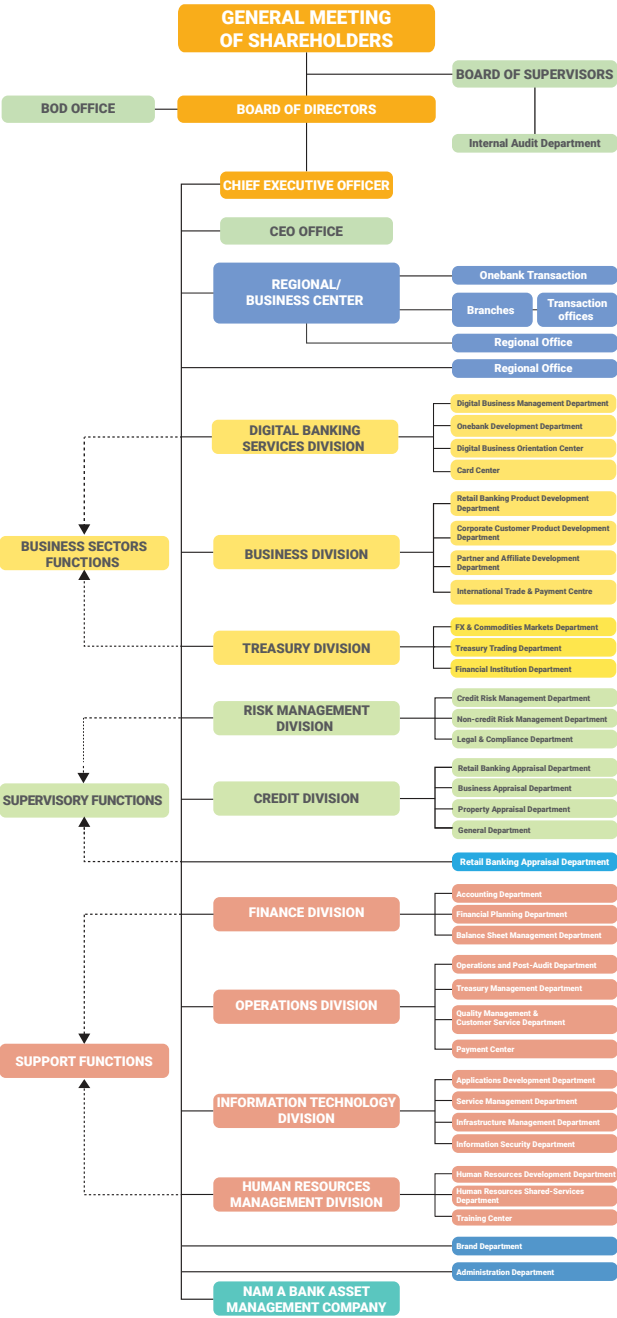 GENERAL MEETING
OF SHAREHOLDERS
BOARD OF SUPERVISORS
BOD OFFICE
BOARD OF DIRECTORS
Internal Audit Department
CHIEF EXECUTIVE OFFICER
CEO OFFICE
REGIONAL/
BUSINESS CENTER
Onebank Transaction
Branches
Transaction
offices
Regional Office
Regional Office
DIGITAL BANKING
SERVICES DIVISION
Digital Business Management Department
Onebank Development Department
Digital Business Orientation Center
Card Center
BUSINESS SECTORS
FUNCTIONS
BUSINESS DIVISION
Retail Banking Product Development
Department
Corporate Customer Product Development
Department
Partner and Affiliate Development
Department
International Trade & Payment Centre
TREASURY DIVISION
FX & Commodities Markets Department
Treasury Trading Department
Financial Institution Department
RISK MANAGEMENT
DIVISION
Credit Risk Management Department
Non-credit Risk Management Department
Legal & Compliance Department
SUPERVISORY FUNCTIONS
CREDIT DIVISION
Retail Banking Appraisal Department
Business Appraisal Department
Property Appraisal Department
General Department
Retail Banking Appraisal Department
FINANCE DIVISION
Accounting Department
Financial Planning Department
Balance Sheet Management Department
OPERATIONS DIVISION
Operations and Post-Audit Department
Treasury Management Department
Quality Management &
Customer Service Department
Payment Center
SUPPORT FUNCTIONS
INFORMATION TECHNOLOGY
DIVISION
Applications Development Department
Service Management Department
Infrastructure Management Department
Information Security Department
HUMAN RESOURCES
MANAGEMENT DIVISION
Human Resources Development Department
Human Resources Shared-Services
Department
Training Center
Brand Department
Administration Department
NAM A BANK ASSET
MANAGEMENT COMPANY